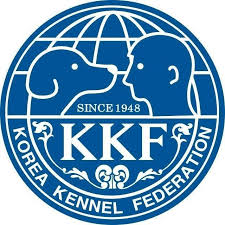 SINCE 1948
KKF
KOREA KENNEL FEDERATION